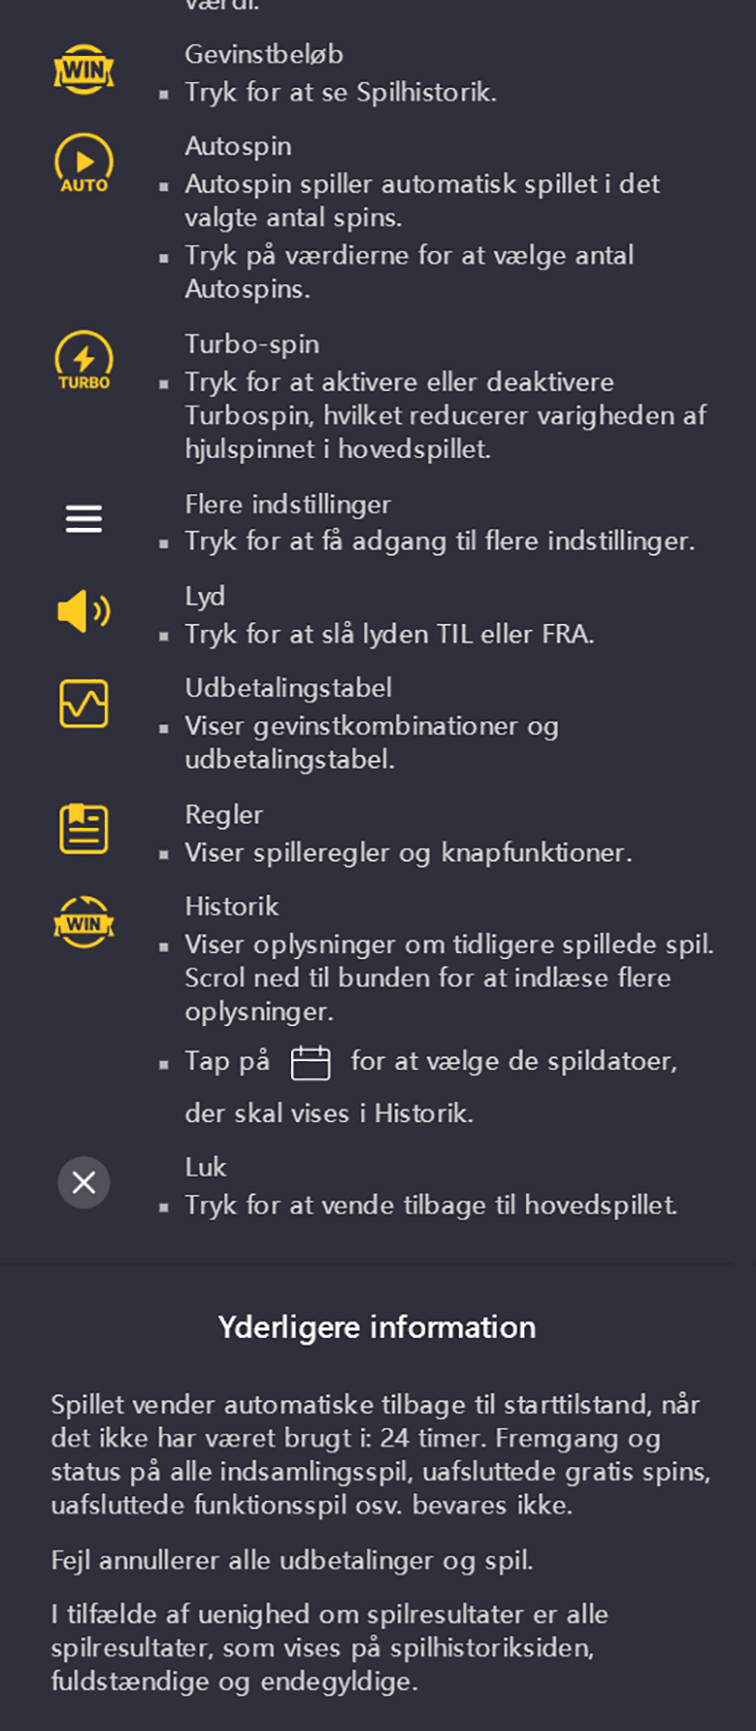 værdi.
Gevinstbeløb
WIN
▪ Tryk for at se Spilhistorik.
Autospin
AUTO
▪ Autospin spiller automatisk spillet i det
valgte antal spins.
▪ Tryk på værdierne for at vælge antal
Autospins.
Turbo-spin
TURBO
▪ Tryk for at aktivere eller deaktivere
Turbospin, hvilket reducerer varigheden af
hjulspinnet i hovedspillet.
Flere indstillinger
▪ Tryk for at få adgang til flere indstillinger.
Lyd
▪ Tryk for at slå lyden TIL eller FRA.
Udbetalingstabel
▪ Viser gevinstkombinationer og
udbetalingstabel.
Regler
▪ Viser spilleregler og knapfunktioner.
Historik
WIN
▪ Viser oplysninger om tidligere spillede spil.
Scrol ned til bunden for at indlæse flere
oplysninger.
▪ Tap på for at vælge de spildatoer,
der skal vises i Historik.
Luk
▪ Tryk for at vende tilbage til hovedspillet.
Yderligere information
Spillet vender automatiske tilbage til starttilstand, når
det ikke har været brugt i: 24 timer. Fremgang og
status på alle indsamlingsspil, uafsluttede gratis spins,
uafsluttede funktionsspil osv. bevares ikke.
Fejl annullerer alle udbetalinger og spil.
I tilfælde af uenighed om spilresultater er alle
spilresultater, som vises på spilhistoriksiden,
fuldstændige og endegyldige.